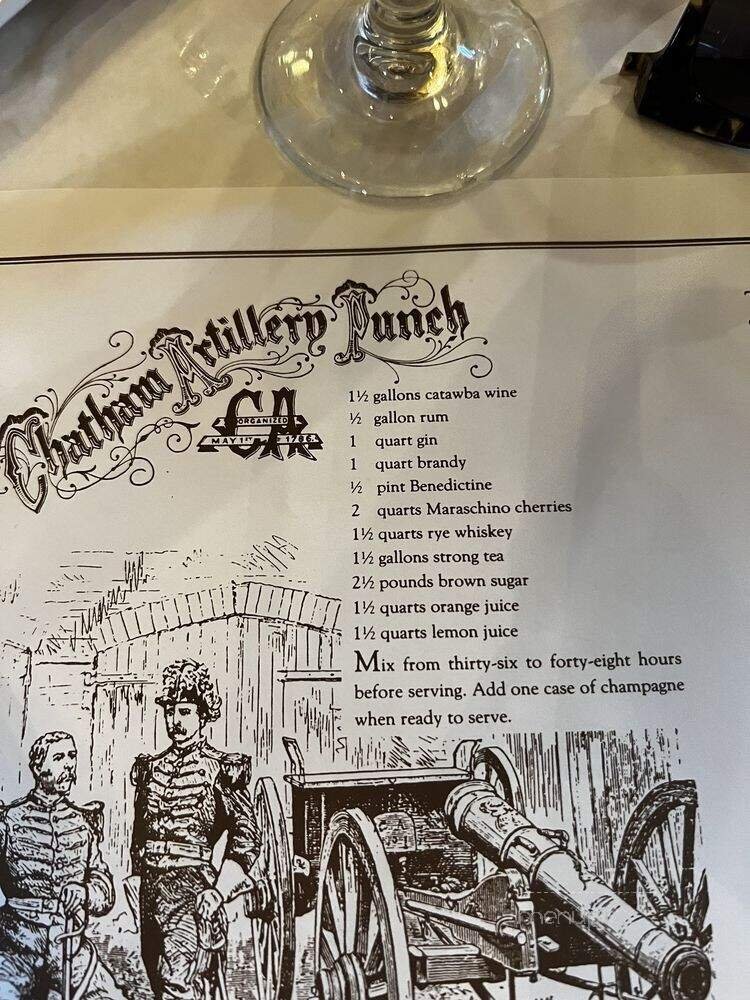 Chatham Artillery Punch
CA
ORGANIZED
MAY 1ST 1786
1½ gallons catawba wine
½ gallon rum
1 quart gin
1 quart brandy
½ pint Benedictine
2 quarts Maraschino cherries
1½ quarts rye whiskey
1½ gallons strong tea
2½ pounds brown sugar
1½ quarts orange juice
1½ quarts lemon juice
Mix from thirty-six to forty-eight hours
before serving. Add one case of champagne
when ready to serve.